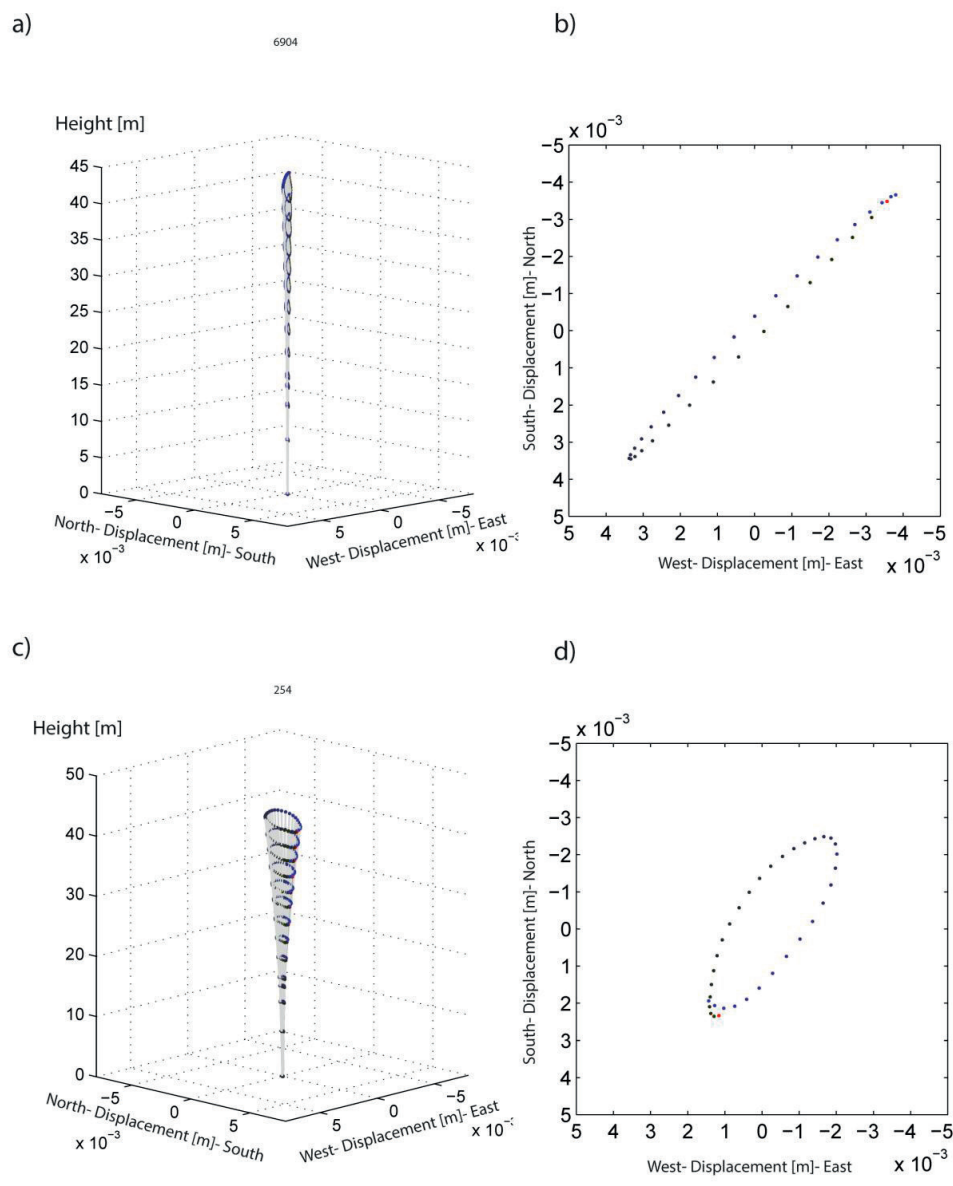 a)
6904
Height [m]
45
40
35
30
25
20
15
10
5
0
−5
0
5
North- Displacement [m]- South
x 10⁻³
5
0
−5
West- Displacement [m]- East
x 10⁻³
b)
x 10⁻³
−5
−4
−3
−2
−1
0
1
2
3
4
5
South- Displacement [m]- North
5 4 3 2 1 0 −1 −2 −3 −4 −5
West- Displacement [m]- East
x 10⁻³
c)
254
Height [m]
50
40
30
20
10
0
−5
0
5
North- Displacement [m]- South
x 10⁻³
5
0
−5
West- Displacement [m]- East
x 10⁻
d)
x 10⁻³
−5
−4
−3
−2
−1
0
1
2
3
4
5
South- Displacement [m]- North
5 4 3 2 1 0 −1 −2 −3 −4 −5
West- Displacement [m]- East
x 10⁻³